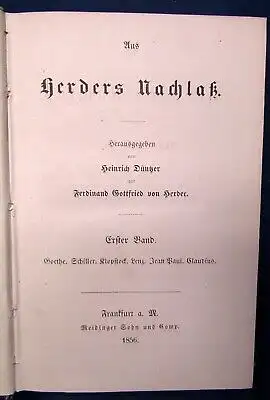 Aus
Herders Nachlaß.
Herausgegeben
von
Heinrich Düntzer
und
Ferdinand Gottfried von Herder.
Erster Band.
Goethe. Schiller. Klopstock. Lenz. Jean Paul. Claudius.
Frankfurt a. M.
Meidinger Sohn und Comp.
1856.